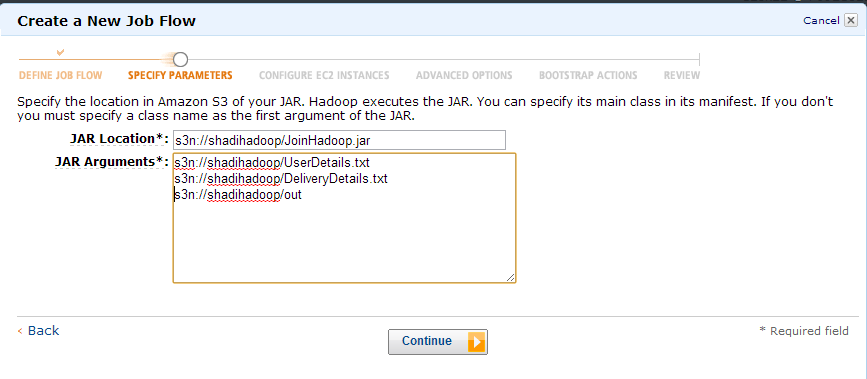 Create a New Job Flow
Cancel
DEFINE JOB FLOW SPECIFY PARAMETERS CONFIGURE EC2 INSTANCES ADVANCED OPTIONS BOOTSTRAP ACTIONS REVIEW
Specify the location in Amazon S3 of your JAR. Hadoop executes the JAR. You can specify its main class in its manifest. If you don't
you must specify a class name as the first argument of the JAR.
JAR Location*: s3n://shadihadoop/JoinHadoop.jar
JAR Arguments*: s3n://shadihadoop/UserDetails.txt
s3n://shadihadoop/DeliveryDetails.txt
s3n://shadihadoop/out
< Back
Continue
* Required field